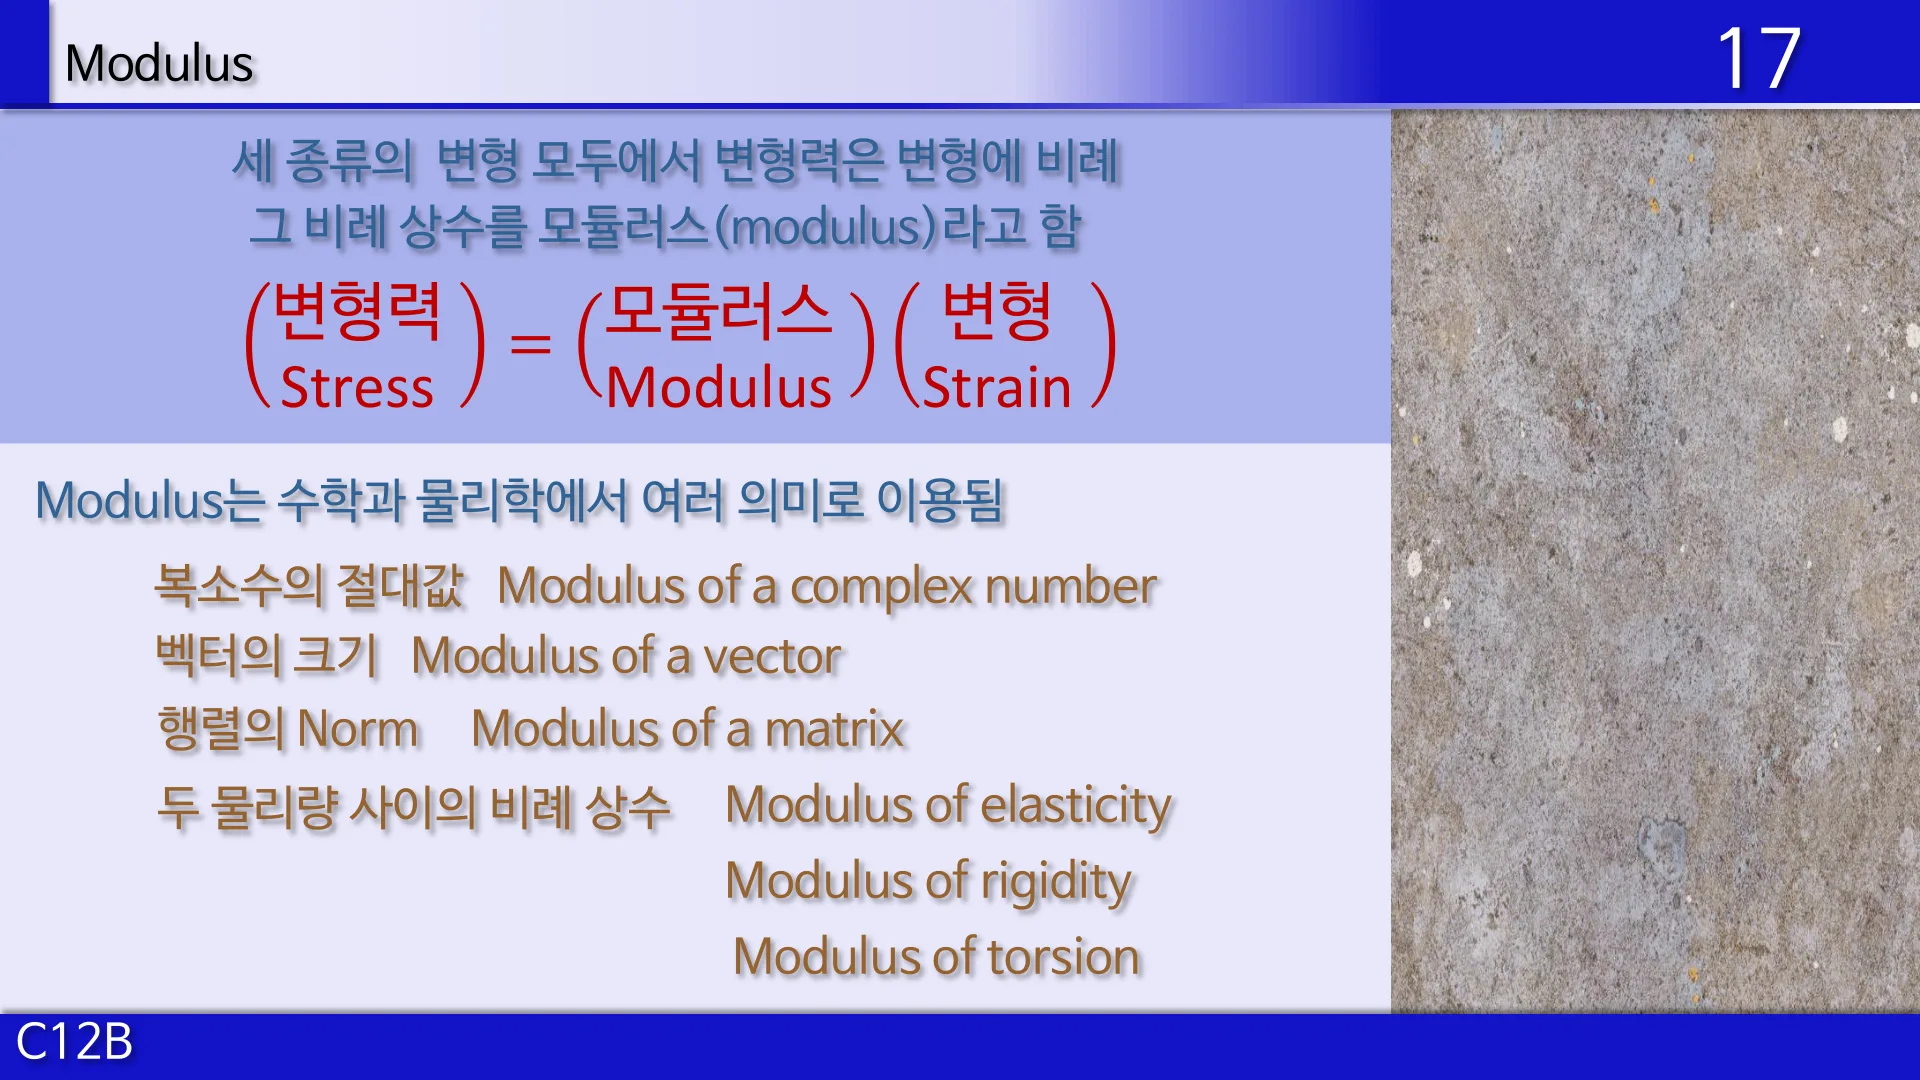 Modulus
17
세 종류의 변형 모두에서 변형력은 변형에 비례
그 비례 상수를 모듈러스(modulus)라고 함
(변형력 Stress) = (모듈러스 Modulus)(변형 Strain)
Modulus는 수학과 물리학에서 여러 의미로 이용됨
복소수의 절대값 Modulus of a complex number
벡터의 크기 Modulus of a vector
행렬의 Norm Modulus of a matrix
두 물리량 사이의 비례 상수 Modulus of elasticity
Modulus of rigidity
Modulus of torsion
C12B